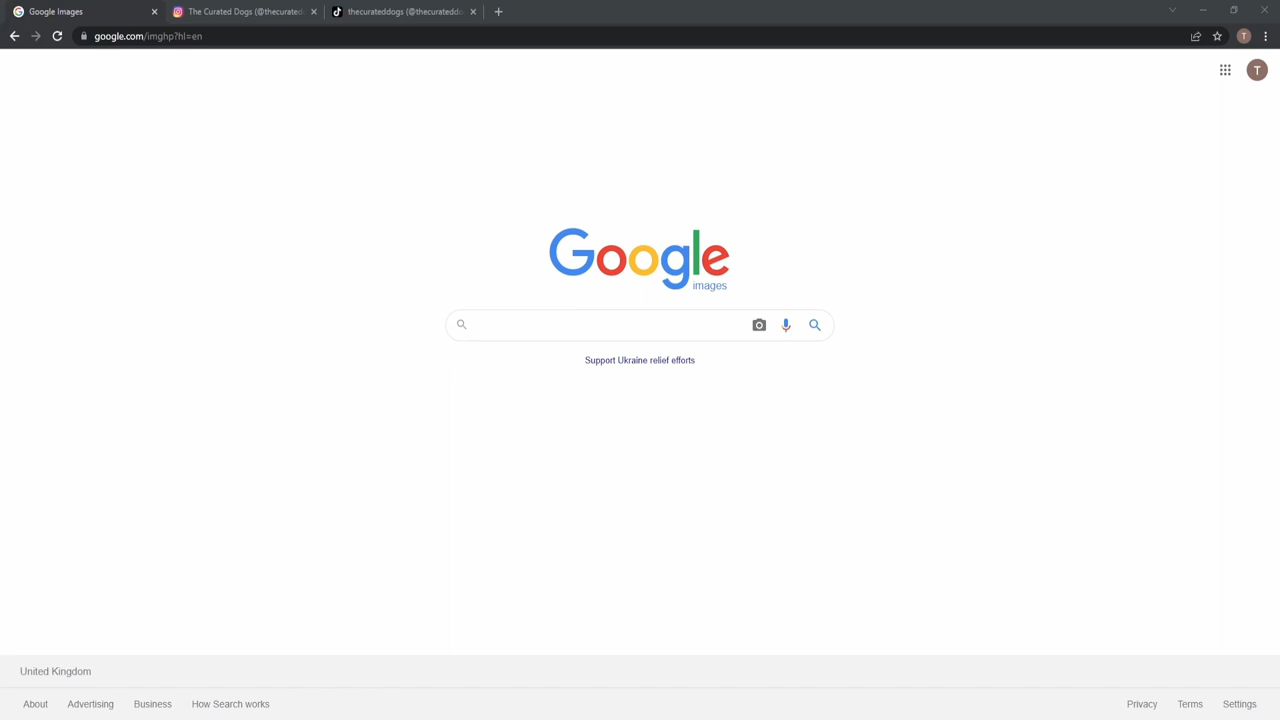 Google Images
The Curated Dogs (@thecurated
thecurateddogs (@thecurateddo
google.com/imghp?hl=en
T
T
Google
images
Support Ukraine relief efforts
United Kingdom
About Advertising Business How Search works Privacy Terms Settings